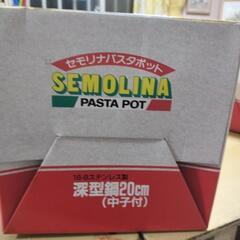 セモリナパスタポット
SEMOLINA
PASTA POT
18-8ステンレス製
深型鍋20cm
(中子付)